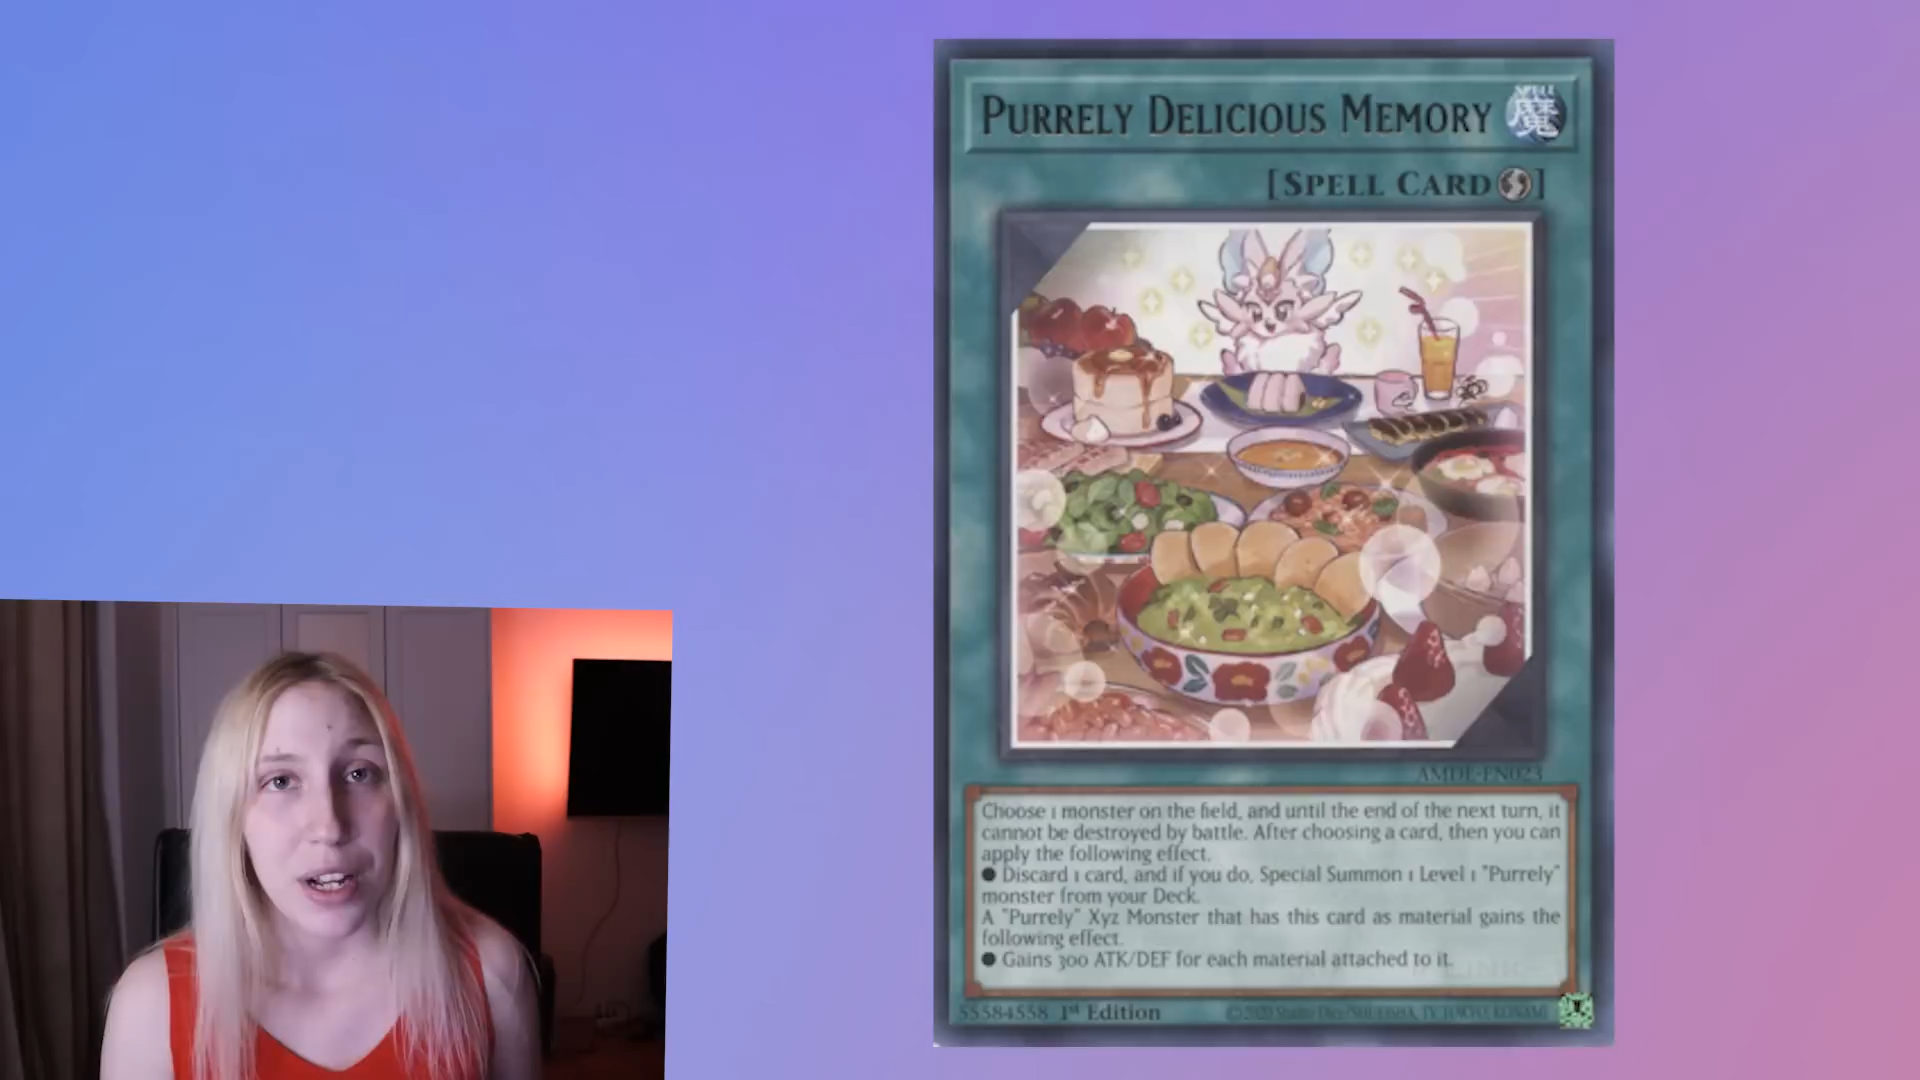 PURRELY DELICIOUS MEMORY
SPELL
魔
[SPELL CARD]
AMDE-EN023
Choose 1 monster on the field, and until the end of the next turn, it
cannot be destroyed by battle. After choosing a card, then you can
apply the following effect.
● Discard 1 card, and if you do, Special Summon 1 Level 1 "Purrely"
monster from your Deck.
A "Purrely" Xyz Monster that has this card as material gains the
following effect.
● Gains 300 ATK/DEF for each material attached to it.
55584558 1st Edition